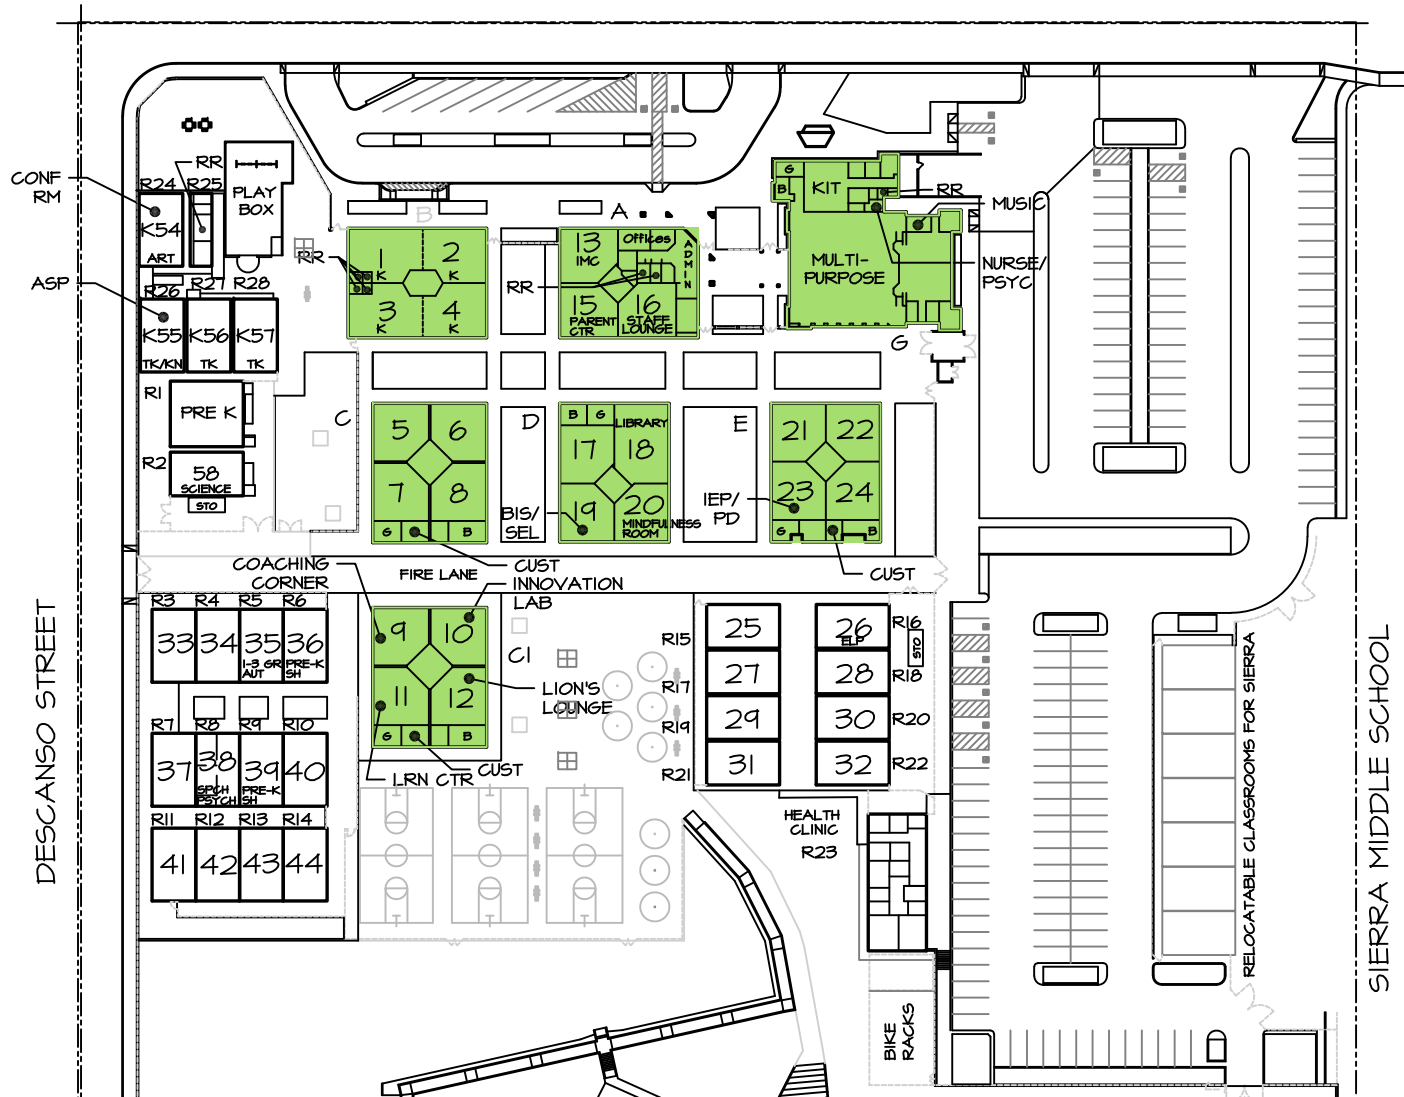 CONF
RM
R24
R25
RR
PLAY
BOX
K54
ART
ASP
R26
R27
R28
K55
K56
K57
TK/KN
TK
TK
R1
PRE K
R2
58
SCIENCE
STO
B
A
RR
1
K
2
K
3
K
4
K
RR
13
IMC
Offices
ADMIN
15
PARENT
CTR
16
STAFF
LOUNGE
G
B
KIT
RR
MUSIC
MULTI-
PURPOSE
NURSE/
PSYC
G
C
5
6
7
8
G
B
CUST
D
B
G
LIBRARY
17
18
19
20
MINDFULNESS
ROOM
BIS/
SEL
E
21
22
23
24
IEP/
PD
G
B
CUST
FIRE LANE
COACHING
CORNER
INNOVATION
LAB
9
10
11
12
G
B
C1
LION'S
LOUNGE
LRN CTR
CUST
R3
R4
R5
R6
33
34
35
1-3 GR
AUT
36
PRE-K
SH
R7
R8
R9
R10
37
38
SPCH
PSYCH
39
PRE-K
SH
40
R11
R12
R13
R14
41
42
43
44
R15
25
26
ELP
R16
STO
R17
27
28
R18
R19
29
30
R20
R21
31
32
R22
HEALTH
CLINIC
R23
BIKE
RACKS
DESCANSO STREET
RELOCATABLE CLASSROOMS FOR SIERRA
SIERRA MIDDLE SCHOOL